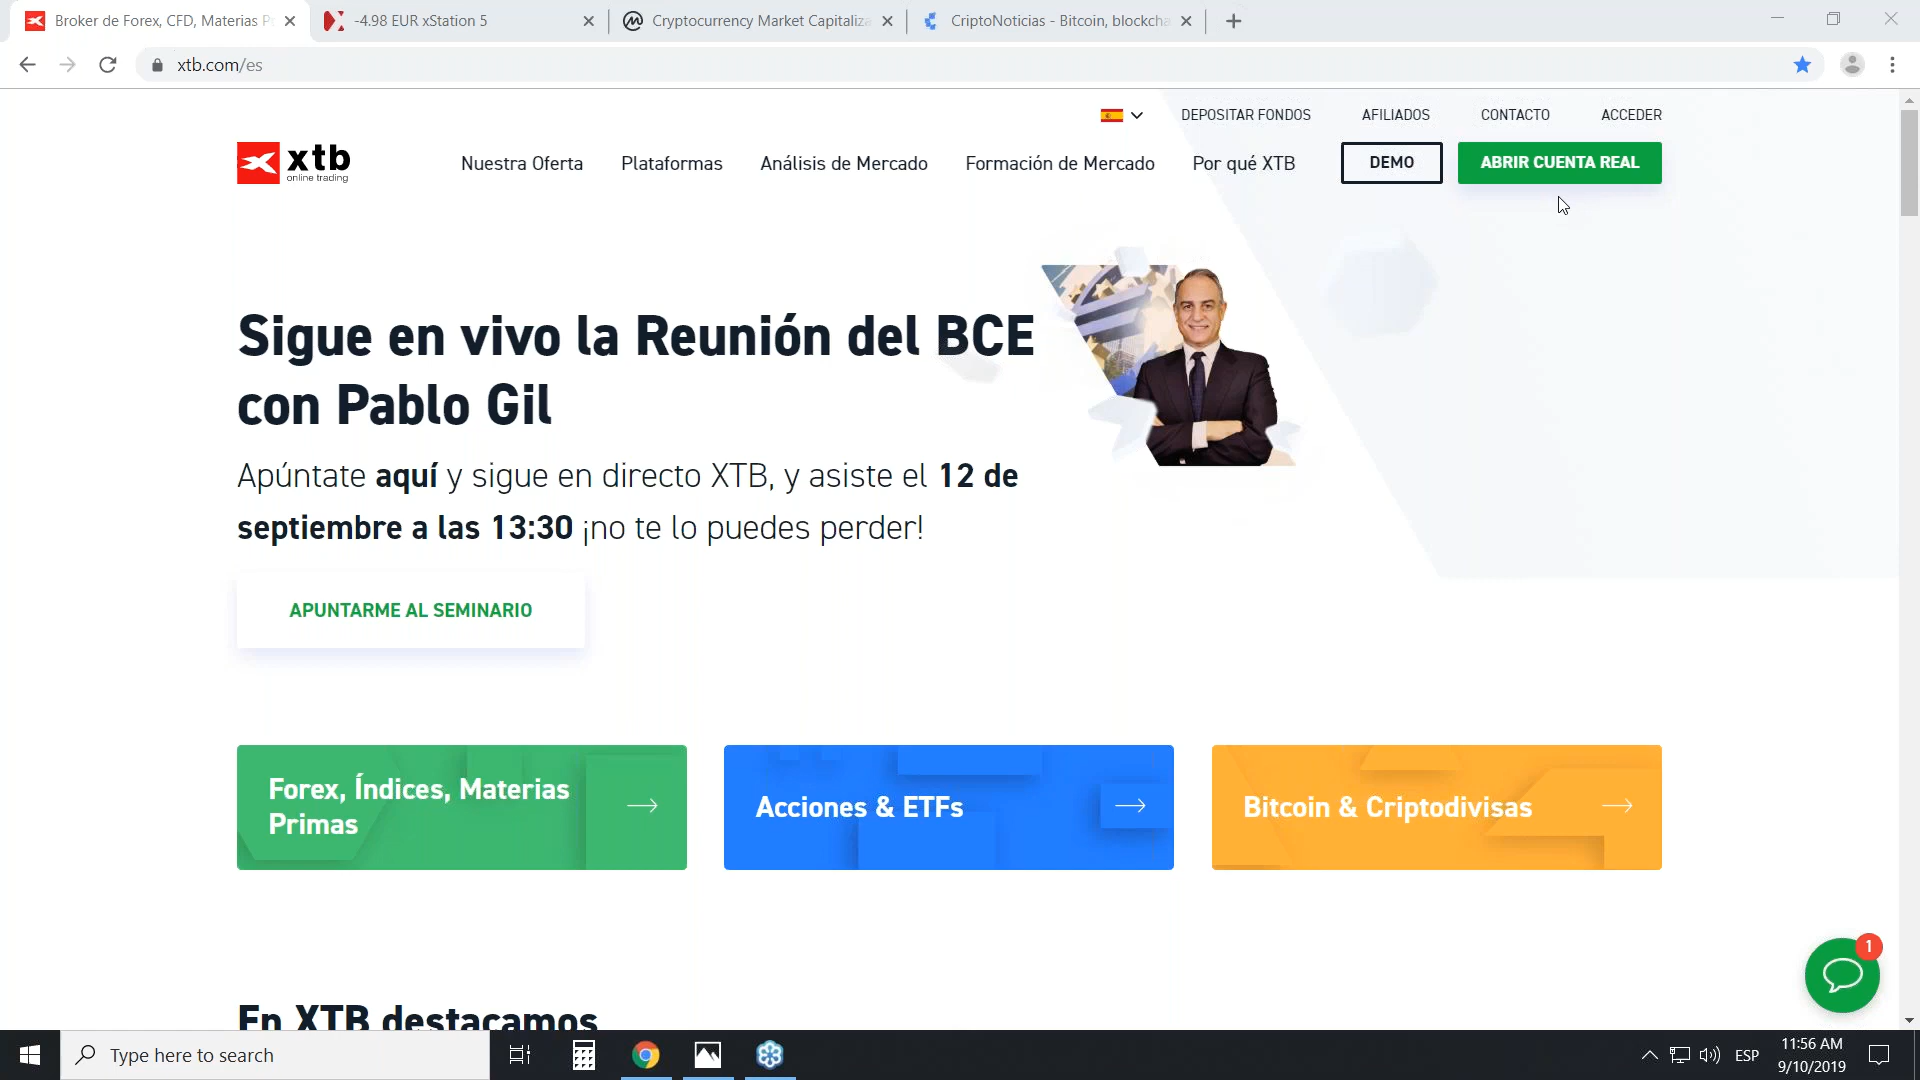 Broker de Forex, CFD, Materias P
-4.98 EUR xStation 5
Cryptocurrency Market Capitaliza
CriptoNoticias - Bitcoin, blockcha
xtb.com/es
DEPOSITAR FONDOS
AFILIADOS
CONTACTO
ACCEDER
xtb
online trading
Nuestra Oferta
Plataformas
Análisis de Mercado
Formación de Mercado
Por qué XTB
DEMO
ABRIR CUENTA REAL
Sigue en vivo la Reunión del BCE
con Pablo Gil
Apúntate aquí y sigue en directo XTB, y asiste el 12 de
septiembre a las 13:30 ¡no te lo puedes perder!
APUNTARME AL SEMINARIO
Forex, Índices, Materias
Primas
Acciones & ETFs
Bitcoin & Criptodivisas
1
En XTB destacamos
Type here to search
ESP
11:56 AM
9/10/2019